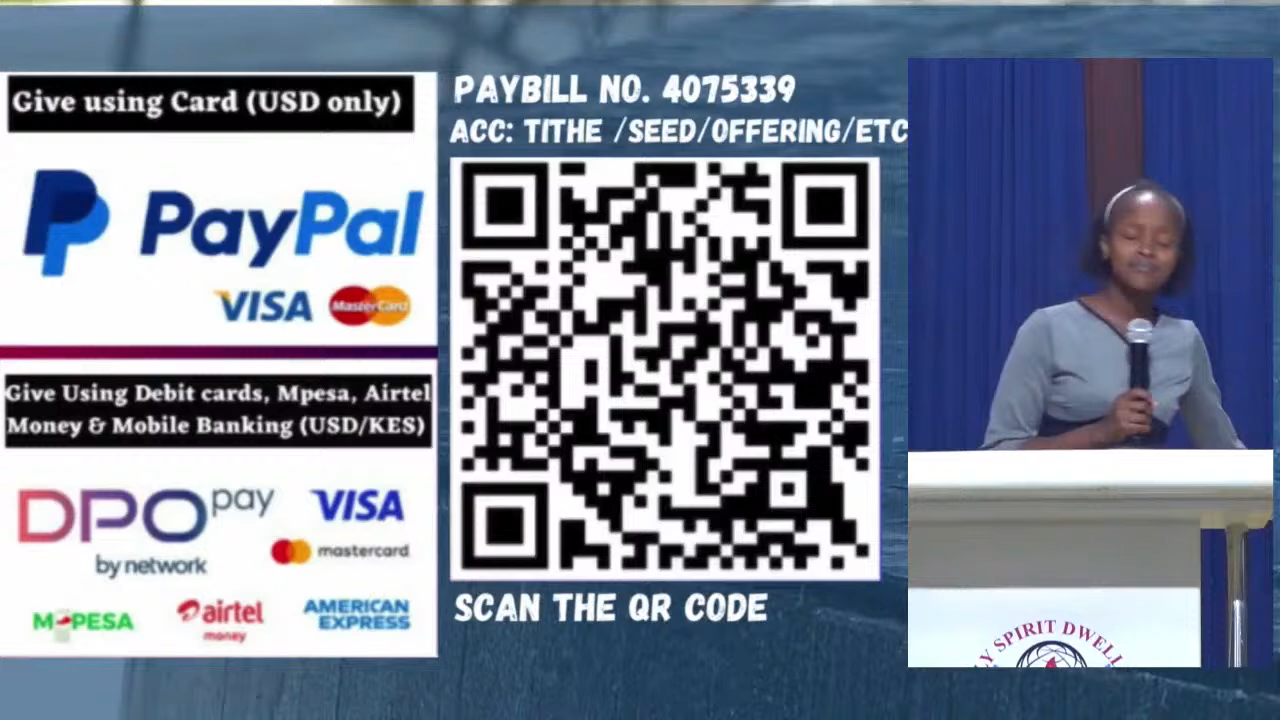 Give using Card (USD only)
PayPal
VISA MasterCard
Give Using Debit cards, Mpesa, Airtel
Money & Mobile Banking (USD/KES)
DPO pay
by network
VISA
mastercard
M-PESA
airtel
money
AMERICAN
EXPRESS
PAYBILL NO. 4075339
ACC: TITHE /SEED/OFFERING/ETC
SCAN THE QR CODE
SPIRIT